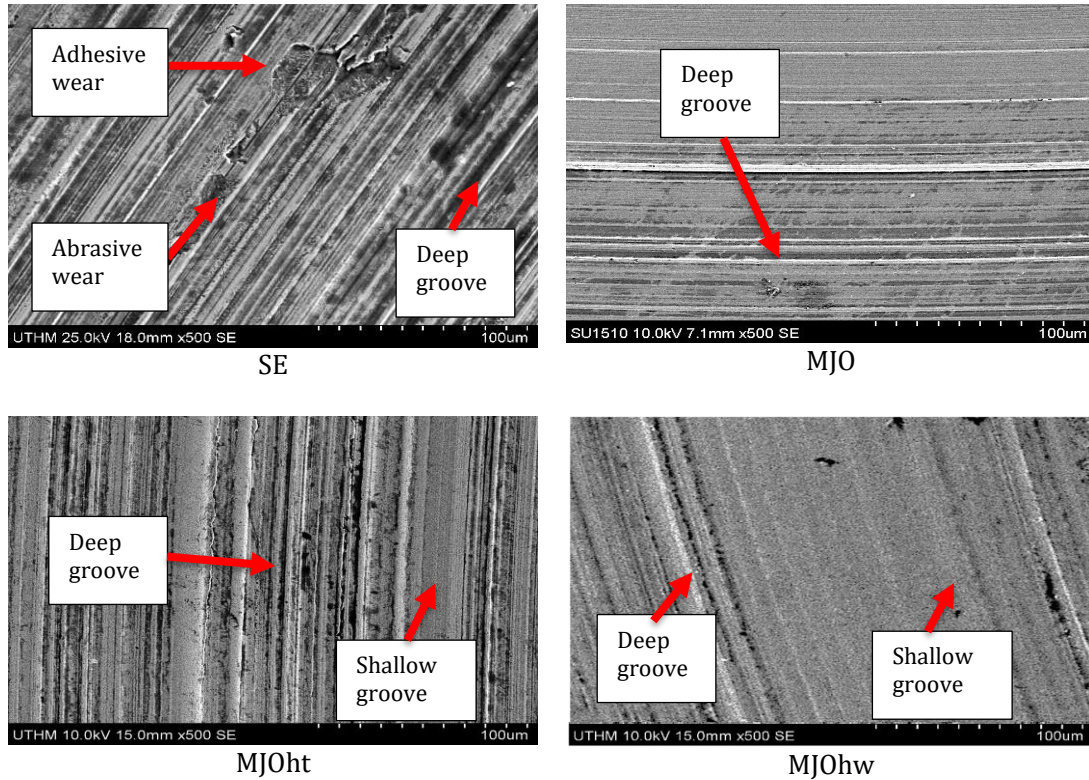 Adhesive
wear
Abrasive
wear
Deep
groove
UTHM 25.0kV 18.0mm x500 SE
100um
SE
Deep
groove
SU1510 10.0kV 7.1mm x500 SE
100um
MJO
Deep
groove
Shallow
groove
UTHM 10.0kV 15.0mm x500 SE
100um
MJOht
Deep
groove
Shallow
groove
UTHM 10.0kV 15.0mm x500 SE
100um
MJOhw